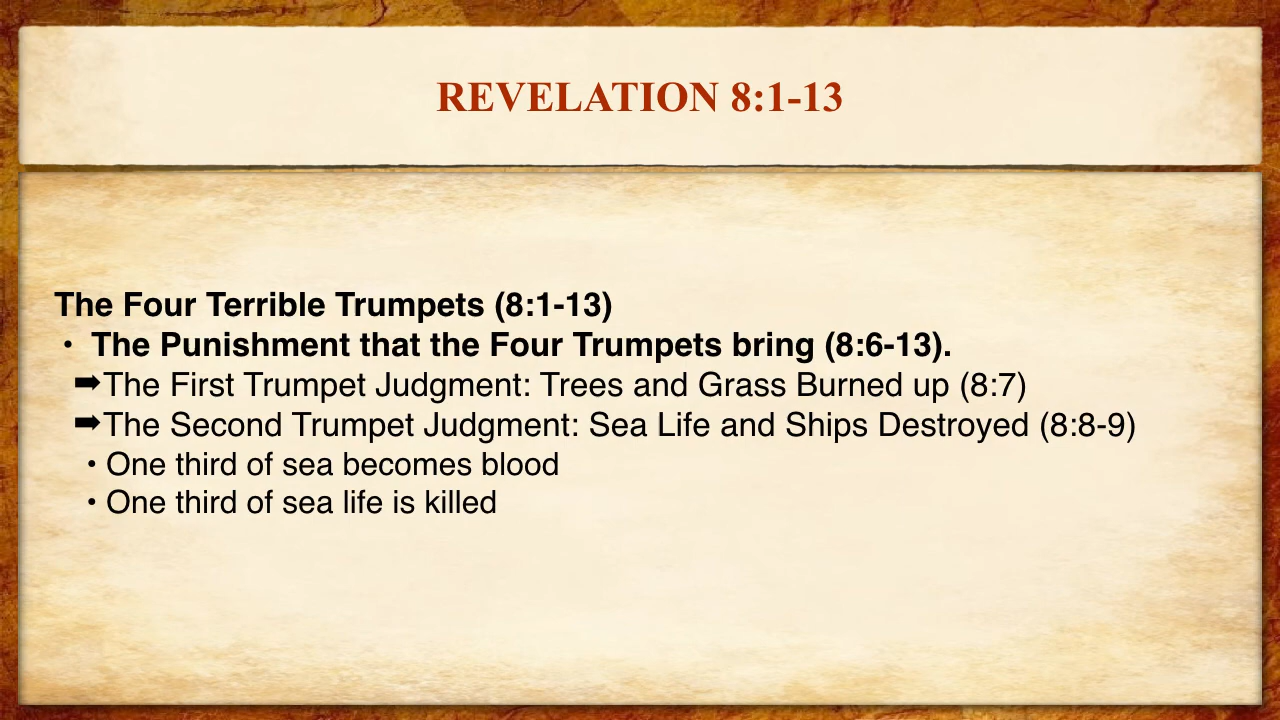 REVELATION 8:1-13
The Four Terrible Trumpets (8:1-13)
• The Punishment that the Four Trumpets bring (8:6-13).
➡The First Trumpet Judgment: Trees and Grass Burned up (8:7)
➡The Second Trumpet Judgment: Sea Life and Ships Destroyed (8:8-9)
• One third of sea becomes blood
• One third of sea life is killed